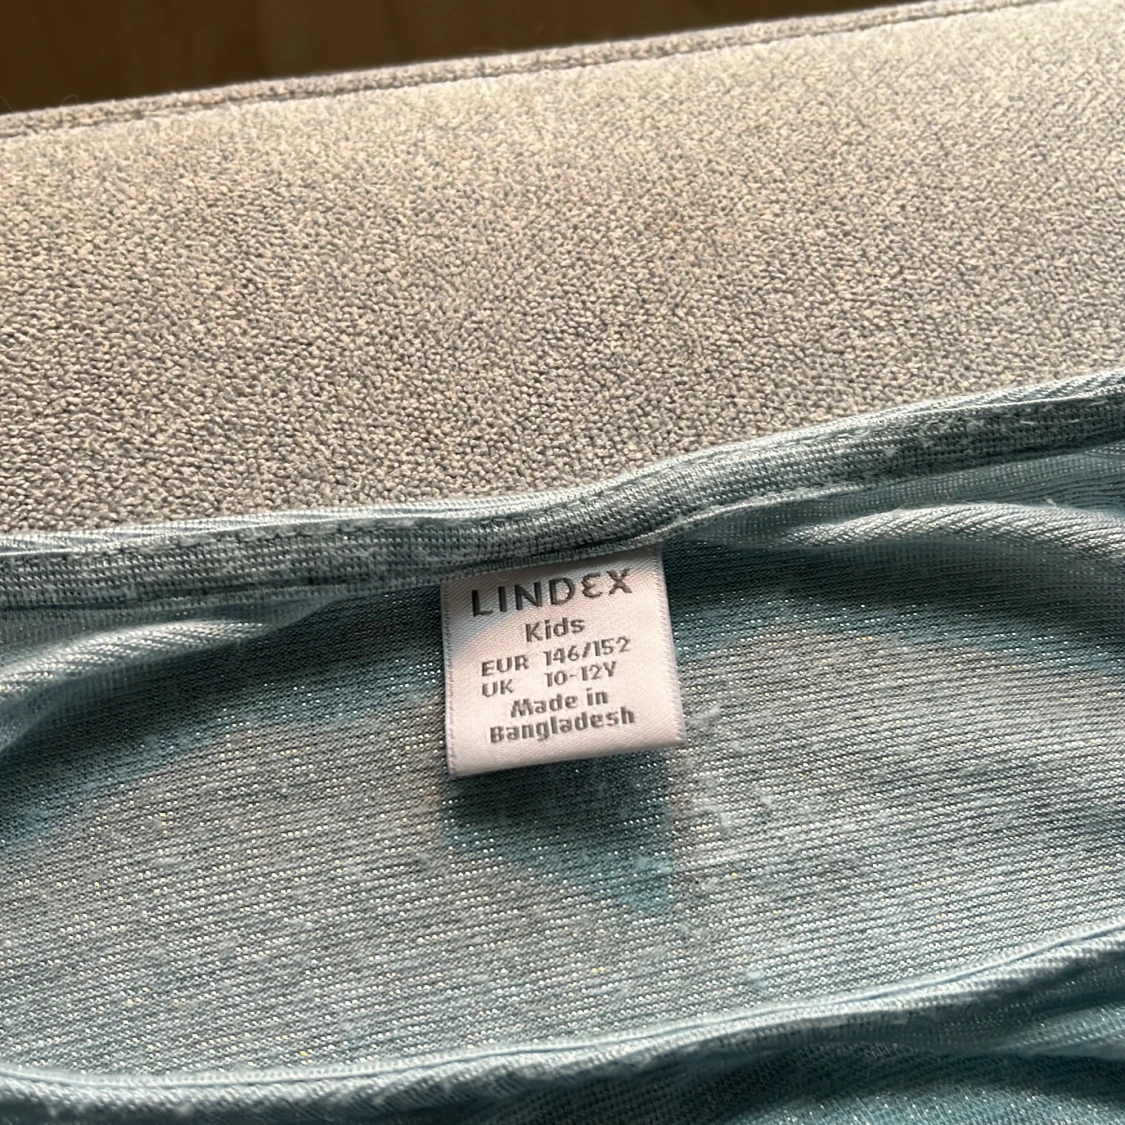 LINDEX
Kids
EUR 146/152
UK 10-12Y
Made in
Bangladesh